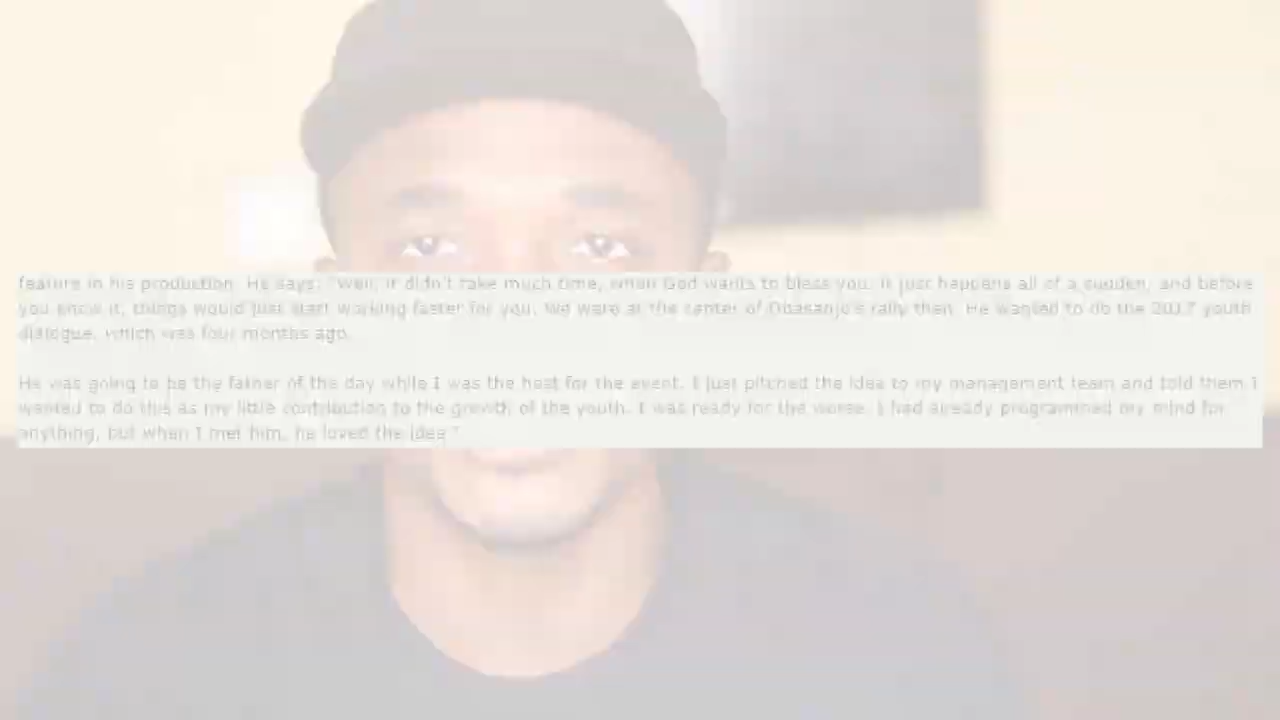 feature in his production. He says, "Well, it didn't take much time, when God wants to bless you. It just happens all of a sudden, and before
you know it, things would just start working faster for you. We were at the center of Obasanjo's rally then. He wanted to do the 2017 youth
dialogue, which was four months ago.
He was going to be the father of the day while I was the host for the event. I just pitched the idea to my management team and told them I
wanted to do this as my little contribution to the growth of the youth. I was ready for the worse. I had already programmed my mind for
anything, but when I met him, he loved the idea."